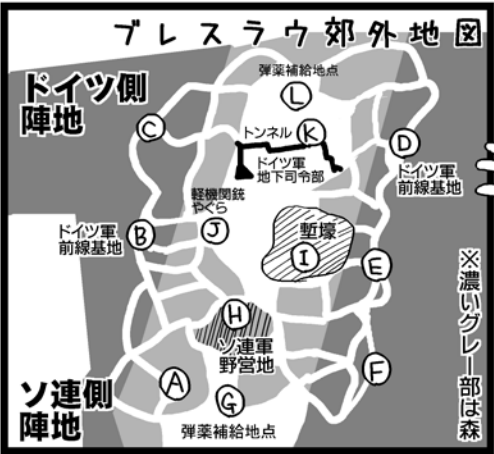 ブレスラウ郊外地図
ドイツ側
陣地
弾薬補給地点
L
C
トンネル
K
D
ドイツ軍
地下司令部
ドイツ軍
前線基地
軽機関銃
やぐら
J
ドイツ軍
前線基地
B
塹壕
I
E
H
ソ連軍
野営地
A
G
F
ソ連側
陣地
弾薬補給地点
※濃いグレー部は森